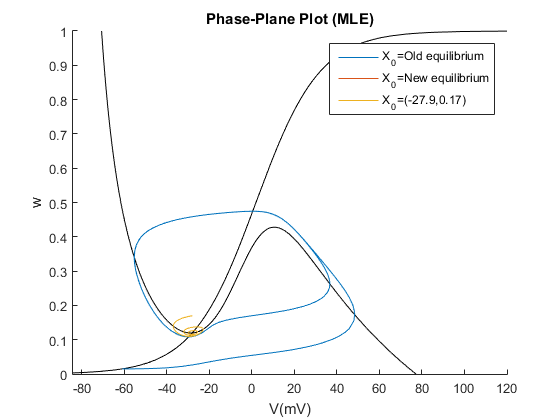 Phase-Plane Plot (MLE)
X0=Old equilibrium
X0=New equilibrium
X0=(-27.9,0.17)
1
0.9
0.8
0.7
0.6
0.5
0.4
0.3
0.2
0.1
0
w
-80 -60 -40 -20 0 20 40 60 80 100 120
V(mV)